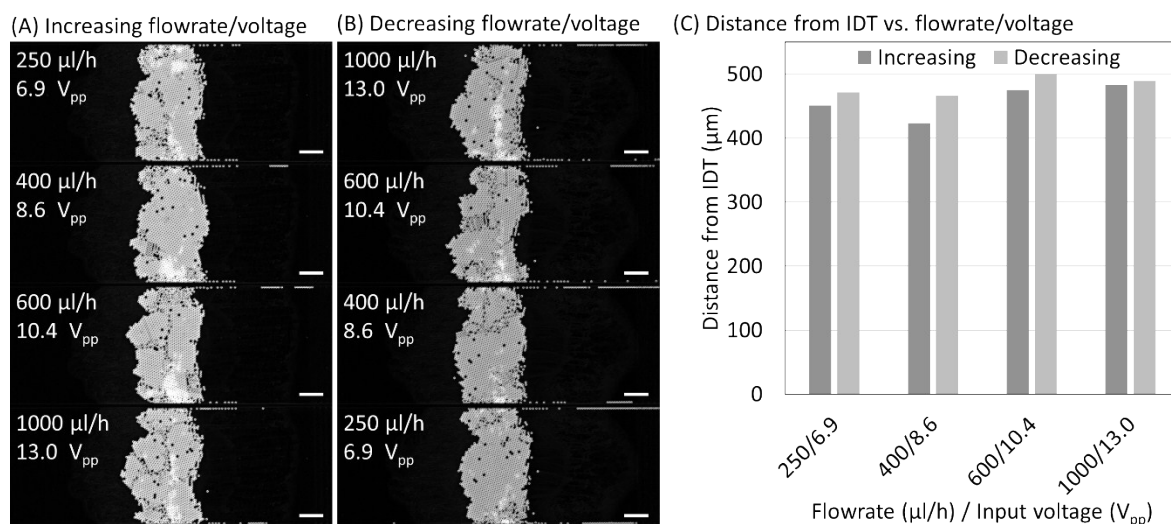 (A) Increasing flowrate/voltage
250 µl/h
6.9 Vpp
400 µl/h
8.6 Vpp
600 µl/h
10.4 Vpp
1000 µl/h
13.0 Vpp
(B) Decreasing flowrate/voltage
1000 µl/h
13.0 Vpp
600 µl/h
10.4 Vpp
400 µl/h
8.6 Vpp
250 µl/h
6.9 Vpp
(C) Distance from IDT vs. flowrate/voltage
Increasing
Decreasing
Distance from IDT (µm)
500
400
300
200
100
0
250/6.9
400/8.6
600/10.4
1000/13.0
Flowrate (µl/h) / Input voltage (Vpp)